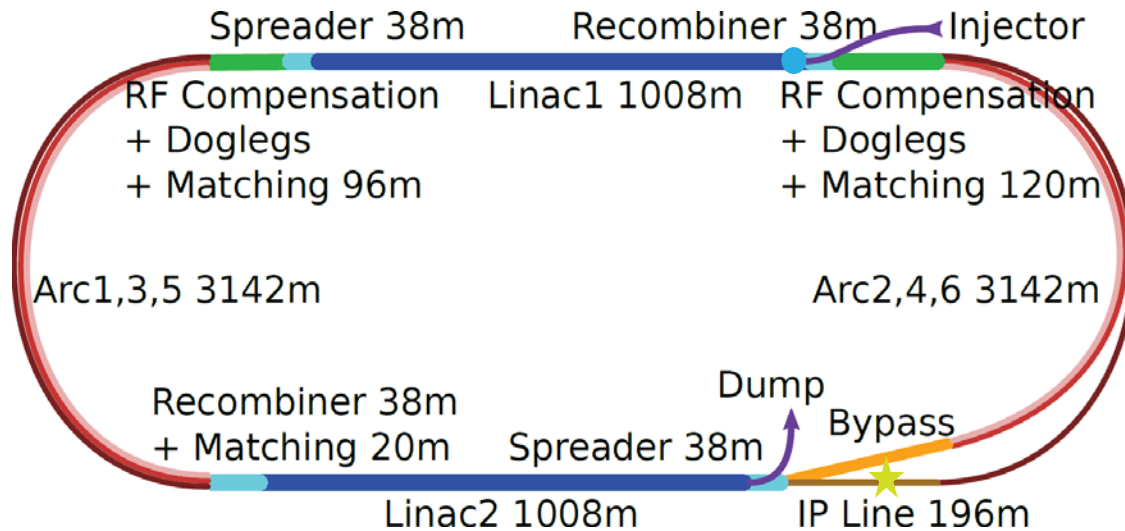 Spreader 38m
Recombiner 38m
Injector
RF Compensation
+ Doglegs
+ Matching 96m
Linac1 1008m
RF Compensation
+ Doglegs
+ Matching 120m
Arc1,3,5 3142m
Arc2,4,6 3142m
Recombiner 38m
+ Matching 20m
Spreader 38m
Dump
Bypass
Linac2 1008m
IP Line 196m